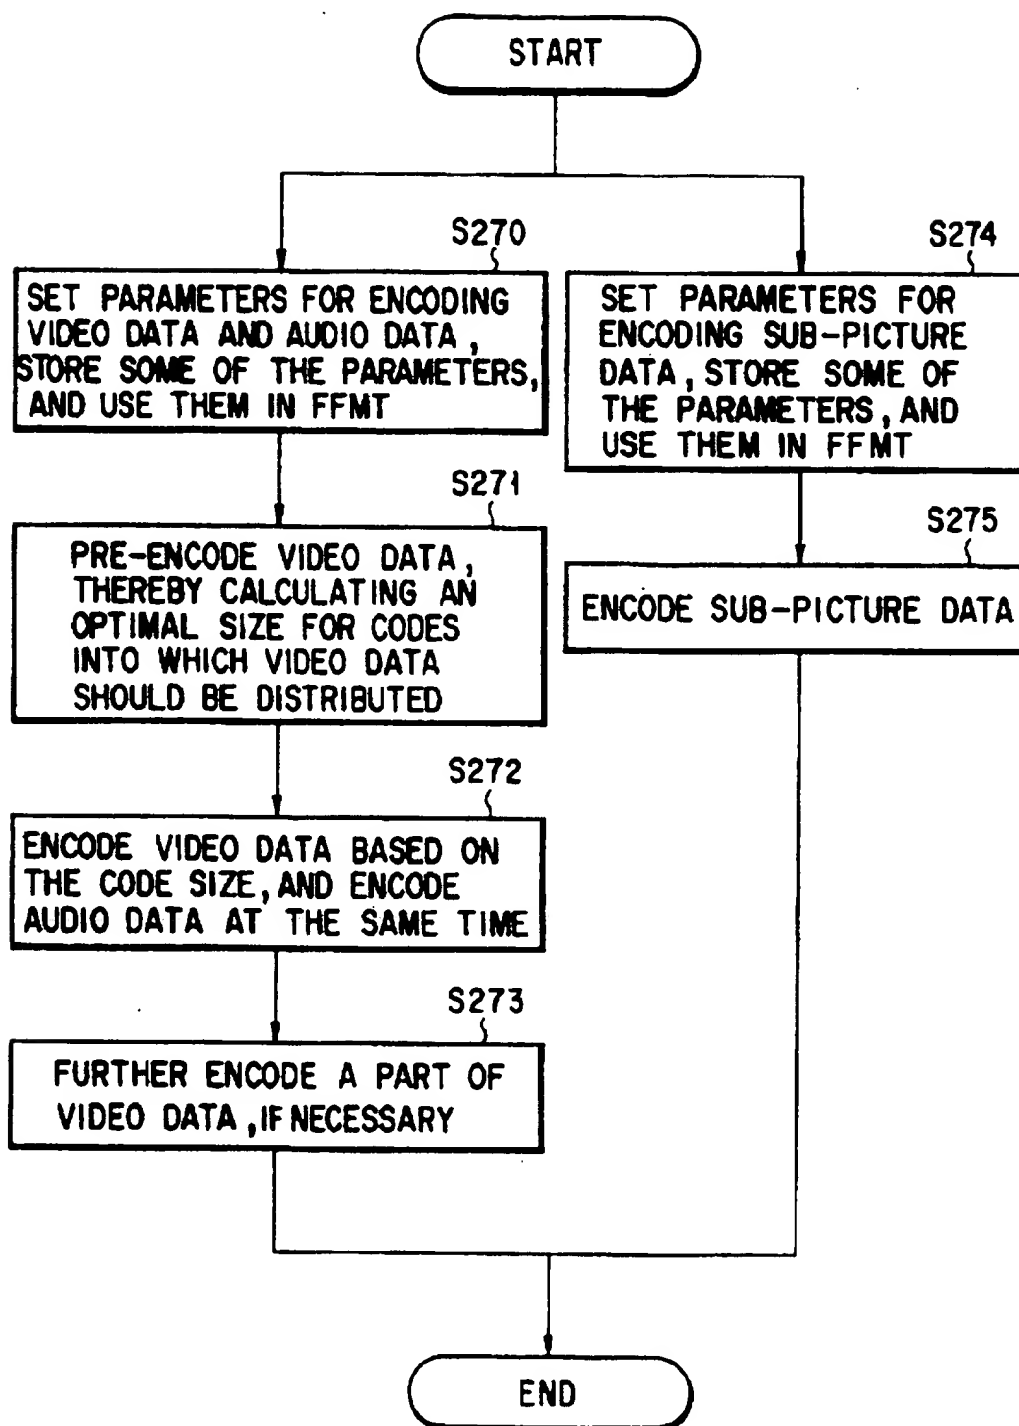 START
S270
SET PARAMETERS FOR ENCODING
VIDEO DATA AND AUDIO DATA,
STORE SOME OF THE PARAMETERS,
AND USE THEM IN FFMT
S271
PRE-ENCODE VIDEO DATA,
THEREBY CALCULATING AN
OPTIMAL SIZE FOR CODES
INTO WHICH VIDEO DATA
SHOULD BE DISTRIBUTED
S272
ENCODE VIDEO DATA BASED ON
THE CODE SIZE, AND ENCODE
AUDIO DATA AT THE SAME TIME
S273
FURTHER ENCODE A PART OF
VIDEO DATA, IF NECESSARY
S274
SET PARAMETERS FOR
ENCODING SUB-PICTURE
DATA, STORE SOME OF
THE PARAMETERS, AND
USE THEM IN FFMT
S275
ENCODE SUB-PICTURE DATA
END